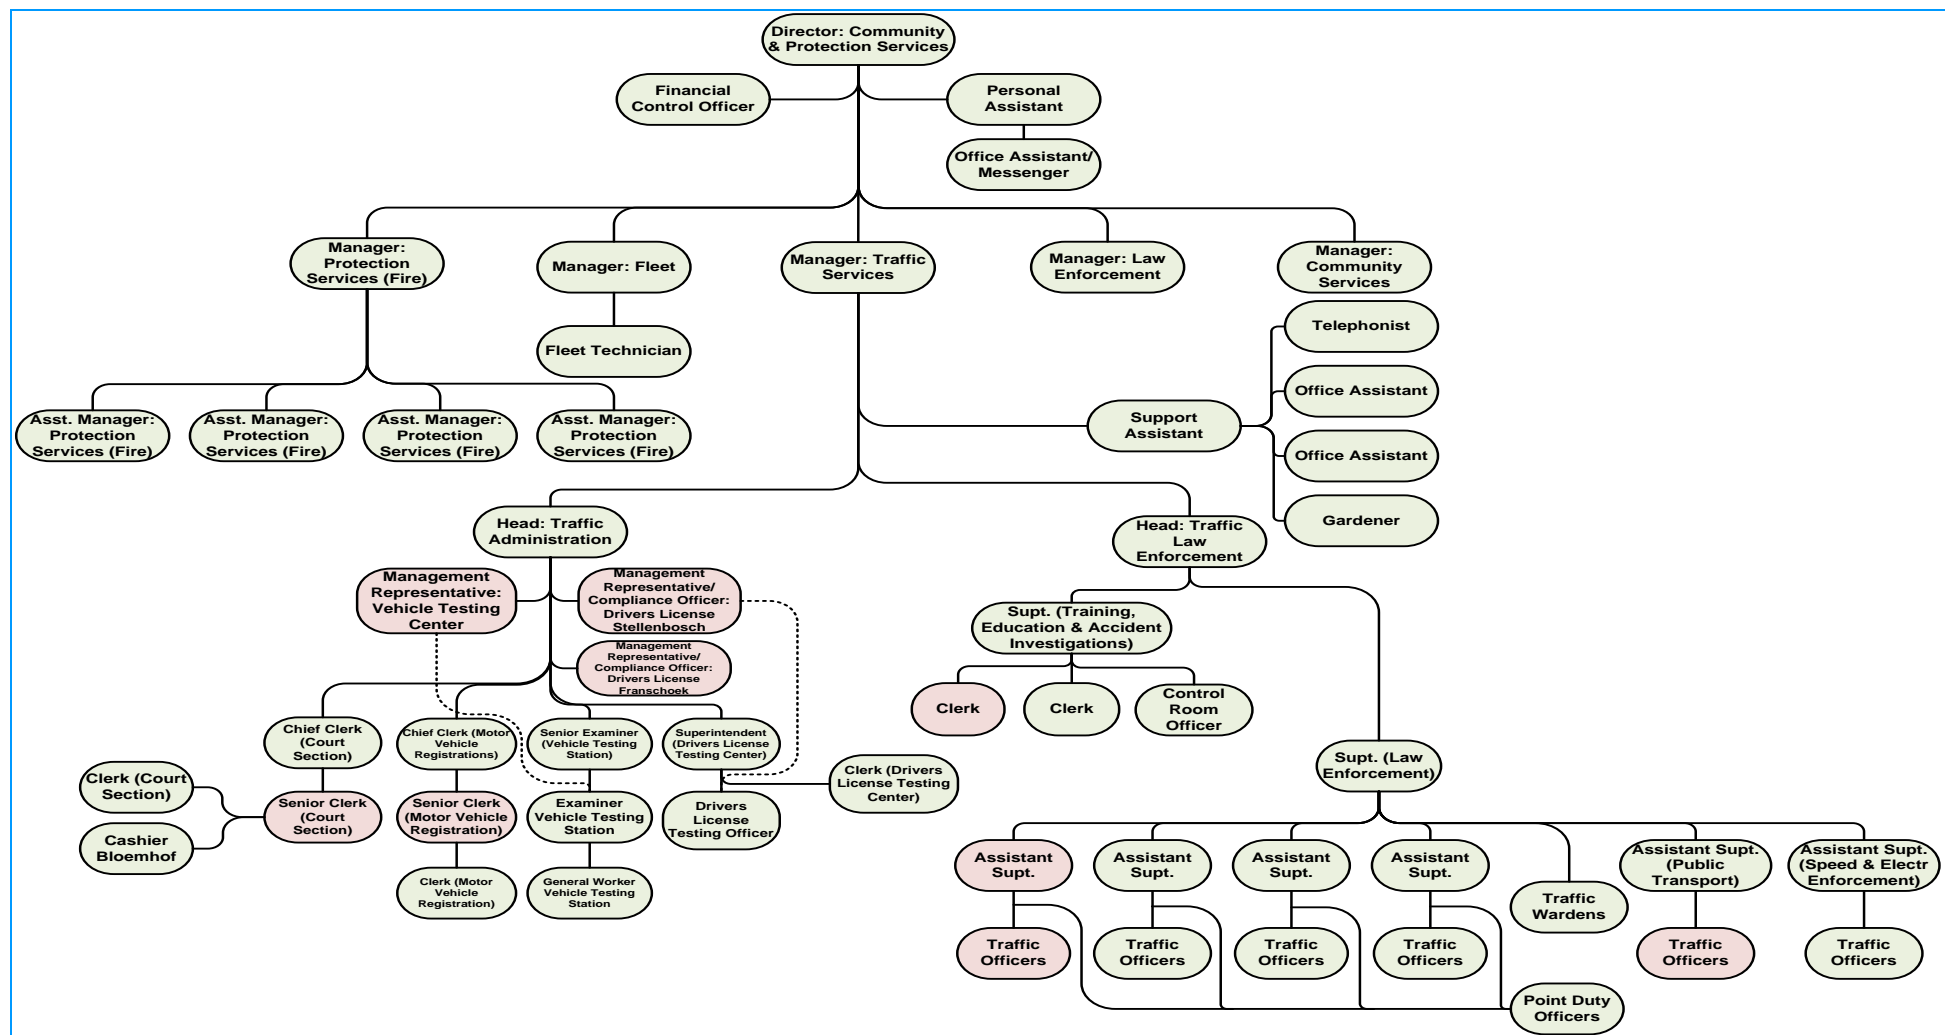 Director: Community
& Protection Services
Financial
Control Officer
Personal
Assistant
Office Assistant/
Messenger
Manager:
Protection
Services (Fire)
Manager: Fleet
Manager: Traffic
Services
Manager: Law
Enforcement
Manager:
Community
Services
Fleet Technician
Telephonist
Office Assistant
Office Assistant
Gardener
Support
Assistant
Asst. Manager:
Protection
Services (Fire)
Asst. Manager:
Protection
Services (Fire)
Asst. Manager:
Protection
Services (Fire)
Asst. Manager:
Protection
Services (Fire)
Head: Traffic
Administration
Head: Traffic
Law
Enforcement
Management
Representative:
Vehicle Testing
Center
Management
Representative/
Compliance Officer:
Drivers License
Stellenbosch
Management
Representative/
Compliance Officer:
Drivers License
Franschoek
Supt. (Training,
Education & Accident
Investigations)
Clerk
Clerk
Control
Room
Officer
Chief Clerk
(Court
Section)
Chief Clerk (Motor
Vehicle
Registrations)
Senior Examiner
(Vehicle Testing
Station)
Superintendent
(Drivers License
Testing Center)
Supt. (Law
Enforcement)
Clerk (Court
Section)
Cashier
Bloemhof
Senior Clerk
(Court
Section)
Senior Clerk
(Motor Vehicle
Registration)
Examiner
Vehicle Testing
Station
Drivers
License
Testing Officer
Clerk (Drivers
License Testing
Center)
Clerk (Motor
Vehicle
Registration)
General Worker
Vehicle Testing
Station
Assistant
Supt.
Assistant
Supt.
Assistant
Supt.
Assistant
Supt.
Traffic
Wardens
Assistant Supt.
(Public
Transport)
Assistant Supt.
(Speed & Electr
Enforcement)
Traffic
Officers
Traffic
Officers
Traffic
Officers
Traffic
Officers
Traffic
Officers
Traffic
Officers
Point Duty
Officers